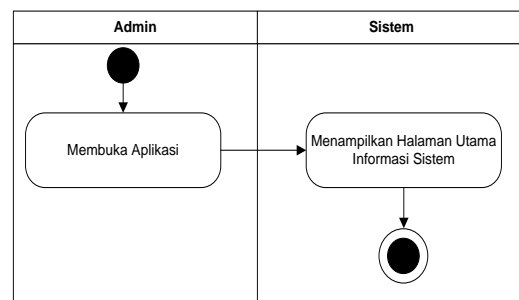 Admin
Sistem
Membuka Aplikasi
Menampilkan Halaman Utama
Informasi Sistem